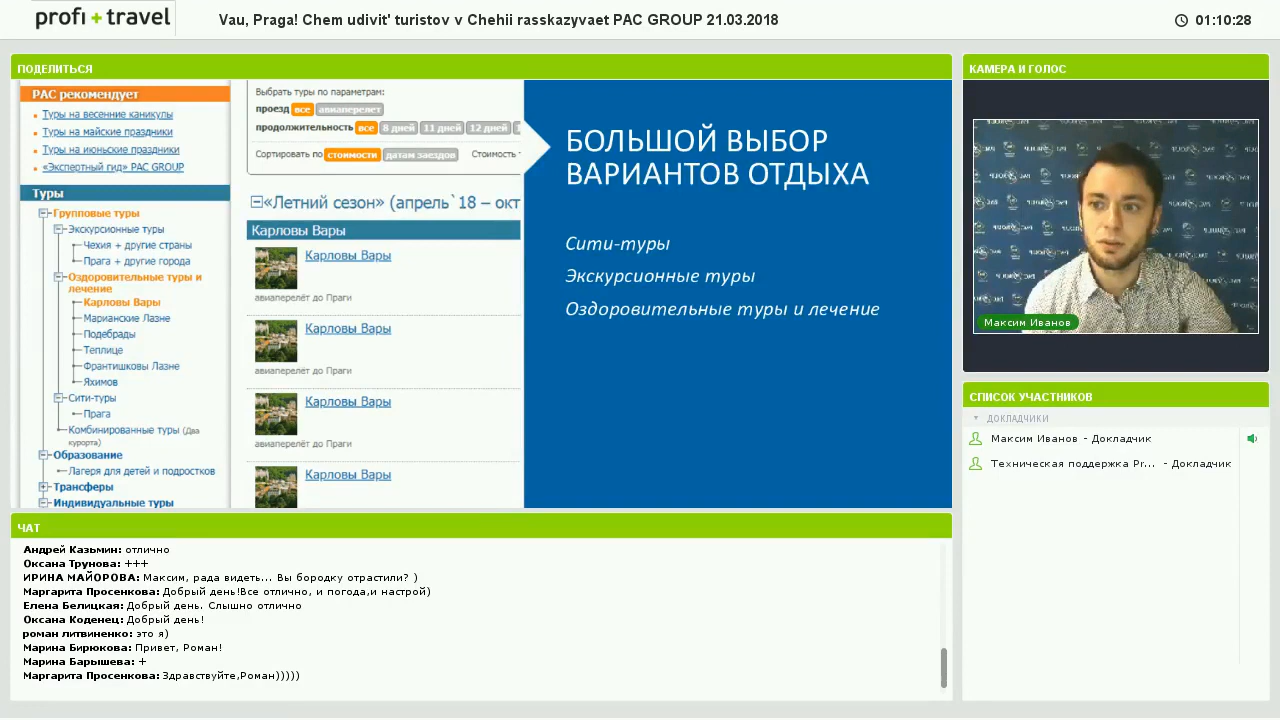 profi + travel
Vau, Praga! Chem udivit' turistov v Chehii rasskazyvaet PAC GROUP 21.03.2018
01:10:28
ПОДЕЛИТЬСЯ
PAC рекомендует
Туры на весенние каникулы
Туры на майские праздники
Туры на июньские праздники
«Экспертный гид» PAC GROUP
Туры
Групповые туры
Экскурсионные туры
Чехия + другие страны
Прага + другие города
Оздоровительные туры и
лечение
Карловы Вары
Марианские Лазне
Подебрады
Теплице
Франтишковы Лазне
Яхимов
Сити-туры
Прага
Комбинированные туры (Два
курорта)
Образование
Лагеря для детей и подростков
Трансферы
Индивидуальные туры
Выбрать туры по параметрам:
проезд все авиаперелет
продолжительность все 8 дней 11 дней 12 дней
Сортировать по стоимости датам заездов Стоимость
«Летний сезон» (апрель`18 – окт
Карловы Вары
Карловы Вары
авиаперелёт до Праги
Карловы Вары
авиаперелёт до Праги
Карловы Вары
авиаперелёт до Праги
Карловы Вары
БОЛЬШОЙ ВЫБОР
ВАРИАНТОВ ОТДЫХА
Сити-туры
Экскурсионные туры
Оздоровительные туры и лечение
КАМЕРА И ГОЛОС
Максим Иванов
СПИСОК УЧАСТНИКОВ
ДОКЛАДЧИКИ
Максим Иванов - Докладчик
Техническая поддержка Pr... - Докладчик
ЧАТ
Андрей Казьмин: отлично
Оксана Трунова: +++
ИРИНА МАЙОРОВА: Максим, рада видеть... Вы бородку отрастили? )
Маргарита Просенкова: Добрый день!Все отлично, и погода,и настрой)
Елена Белицкая: Добрый день. Слышно отлично
Оксана Коденец: Добрый день!
роман литвиненко: это я)
Марина Бирюкова: Привет, Роман!
Марина Барышева: +
Маргарита Просенкова: Здравствуйте,Роман)))))